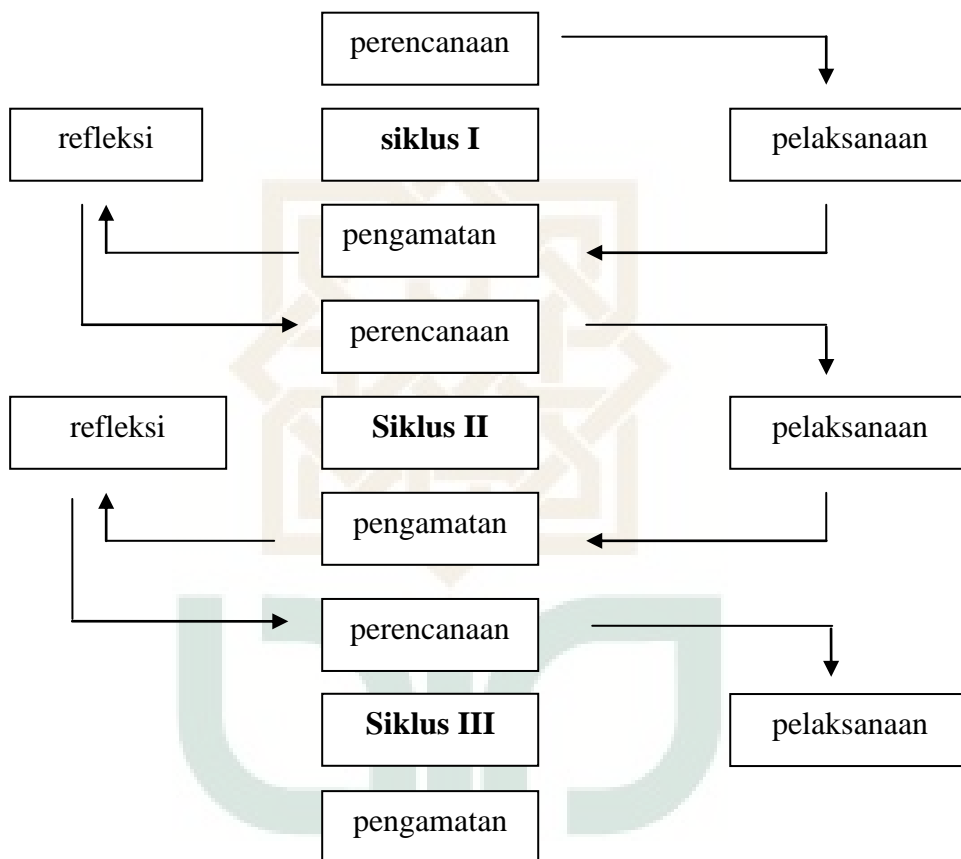 perencanaan
refleksi
siklus I
pelaksanaan
pengamatan
perencanaan
refleksi
Siklus II
pelaksanaan
pengamatan
perencanaan
Siklus III
pelaksanaan
pengamatan